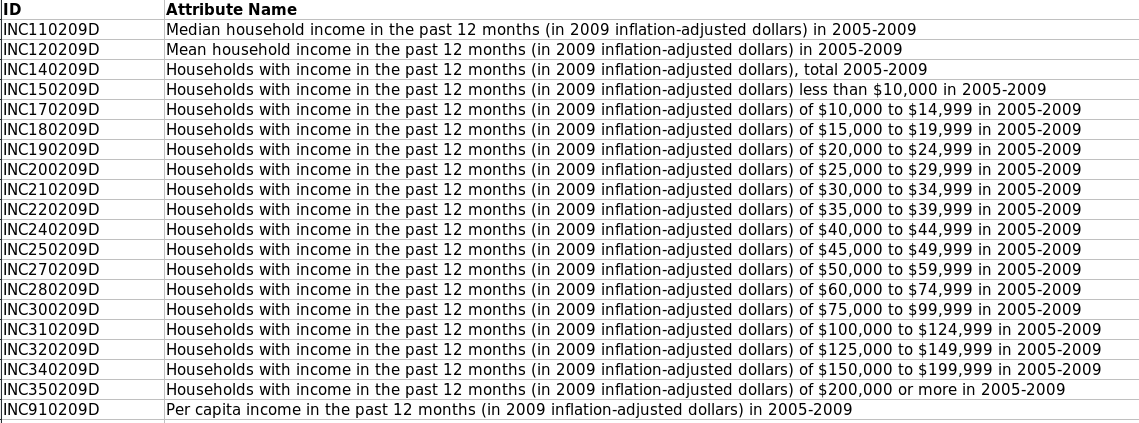 ID Attribute Name
INC110209D Median household income in the past 12 months (in 2009 inflation-adjusted dollars) in 2005-2009
INC120209D Mean household income in the past 12 months (in 2009 inflation-adjusted dollars) in 2005-2009
INC140209D Households with income in the past 12 months (in 2009 inflation-adjusted dollars), total 2005-2009
INC150209D Households with income in the past 12 months (in 2009 inflation-adjusted dollars) less than $10,000 in 2005-2009
INC170209D Households with income in the past 12 months (in 2009 inflation-adjusted dollars) of $10,000 to $14,999 in 2005-2009
INC180209D Households with income in the past 12 months (in 2009 inflation-adjusted dollars) of $15,000 to $19,999 in 2005-2009
INC190209D Households with income in the past 12 months (in 2009 inflation-adjusted dollars) of $20,000 to $24,999 in 2005-2009
INC200209D Households with income in the past 12 months (in 2009 inflation-adjusted dollars) of $25,000 to $29,999 in 2005-2009
INC210209D Households with income in the past 12 months (in 2009 inflation-adjusted dollars) of $30,000 to $34,999 in 2005-2009
INC220209D Households with income in the past 12 months (in 2009 inflation-adjusted dollars) of $35,000 to $39,999 in 2005-2009
INC240209D Households with income in the past 12 months (in 2009 inflation-adjusted dollars) of $40,000 to $44,999 in 2005-2009
INC250209D Households with income in the past 12 months (in 2009 inflation-adjusted dollars) of $45,000 to $49,999 in 2005-2009
INC270209D Households with income in the past 12 months (in 2009 inflation-adjusted dollars) of $50,000 to $59,999 in 2005-2009
INC280209D Households with income in the past 12 months (in 2009 inflation-adjusted dollars) of $60,000 to $74,999 in 2005-2009
INC300209D Households with income in the past 12 months (in 2009 inflation-adjusted dollars) of $75,000 to $99,999 in 2005-2009
INC310209D Households with income in the past 12 months (in 2009 inflation-adjusted dollars) of $100,000 to $124,999 in 2005-2009
INC320209D Households with income in the past 12 months (in 2009 inflation-adjusted dollars) of $125,000 to $149,999 in 2005-2009
INC340209D Households with income in the past 12 months (in 2009 inflation-adjusted dollars) of $150,000 to $199,999 in 2005-2009
INC350209D Households with income in the past 12 months (in 2009 inflation-adjusted dollars) of $200,000 or more in 2005-2009
INC910209D Per capita income in the past 12 months (in 2009 inflation-adjusted dollars) in 2005-2009